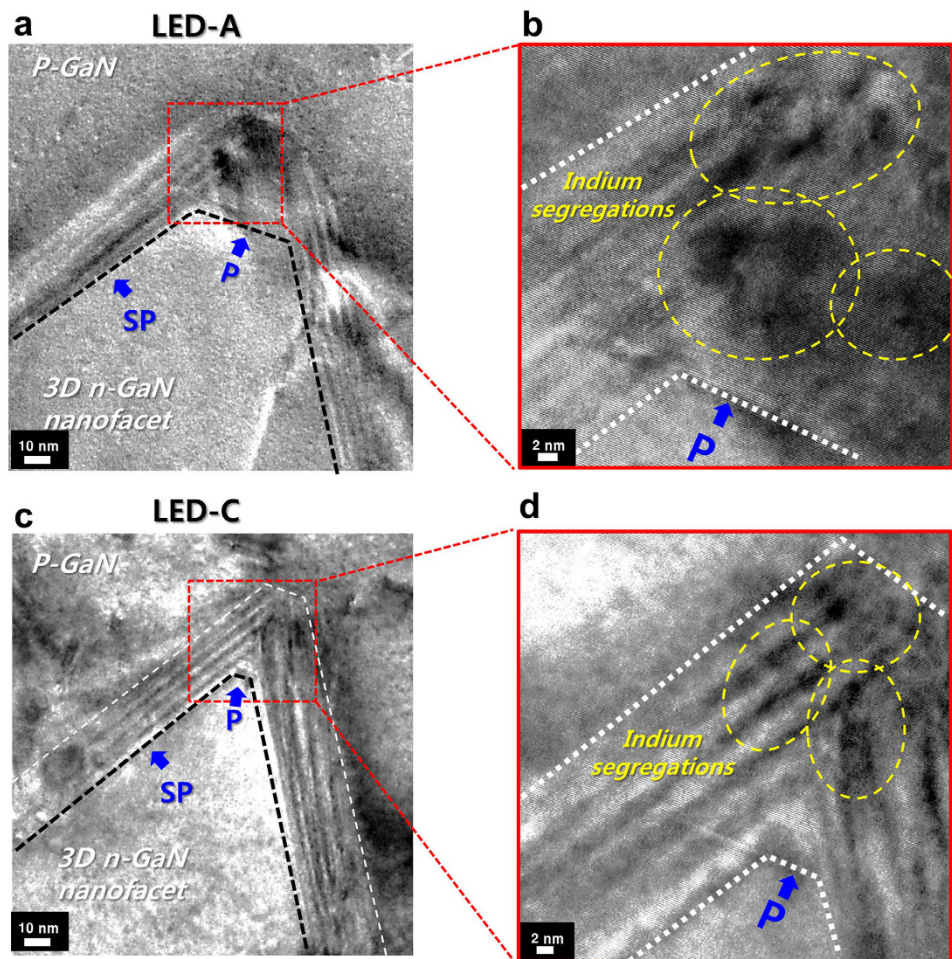 a
LED-A
b
P-GaN
P
SP
3D n-GaN
nanofacet
10 nm
Indium
segregations
P
2 nm
c
LED-C
d
P-GaN
P
SP
3D n-GaN
nanofacet
10 nm
Indium
segregations
P
2 nm